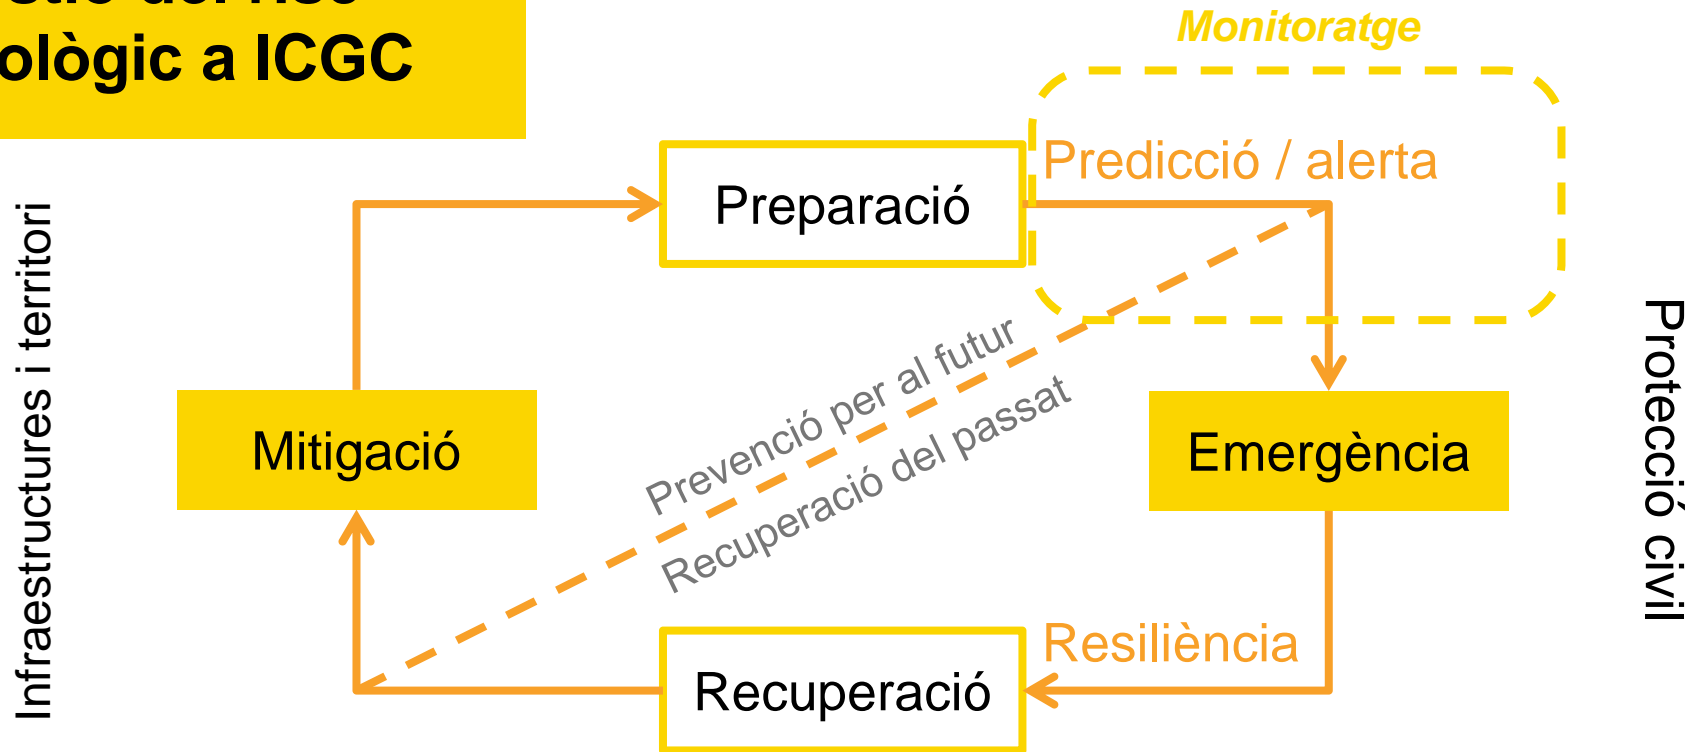 ològic a ICGC
Monitoratge
Predicció / alerta
Preparació
Infraestructures i territori
Protecció civil
Prevenció per al futur
Recuperació del passat
Mitigació
Emergència
Resiliència
Recuperació